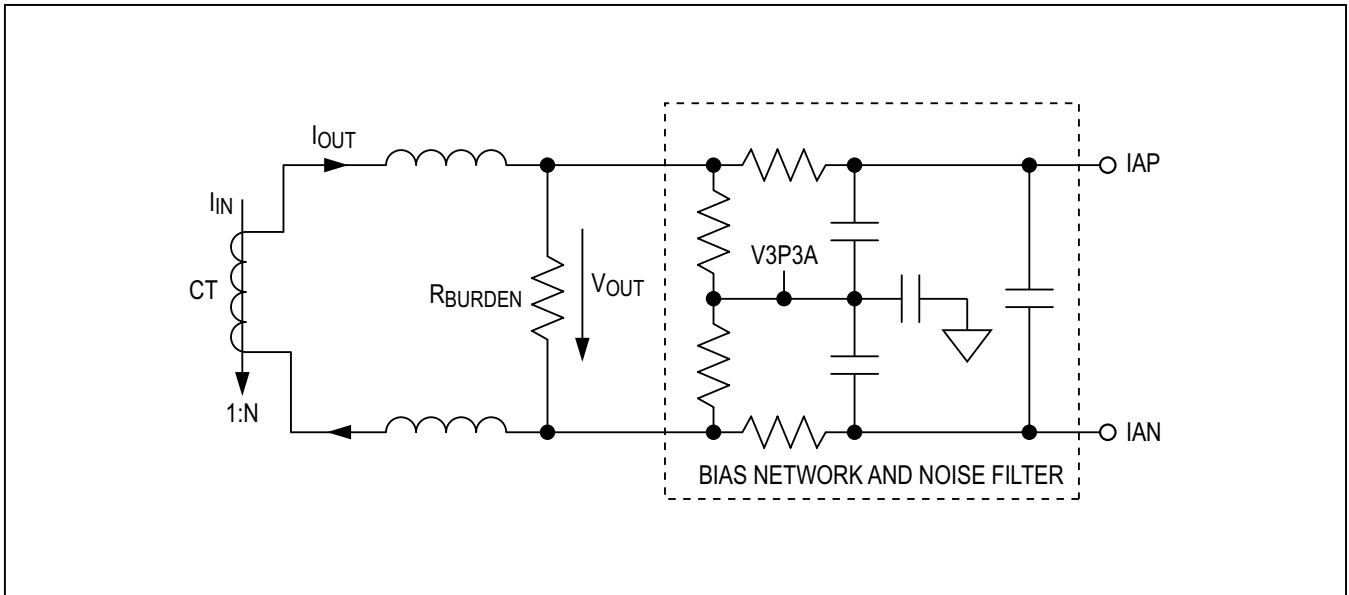 IOUT
IAP
IIN
V3P3A
CT
RBURDEN
VOUT
1:N
IAN
BIAS NETWORK AND NOISE FILTER